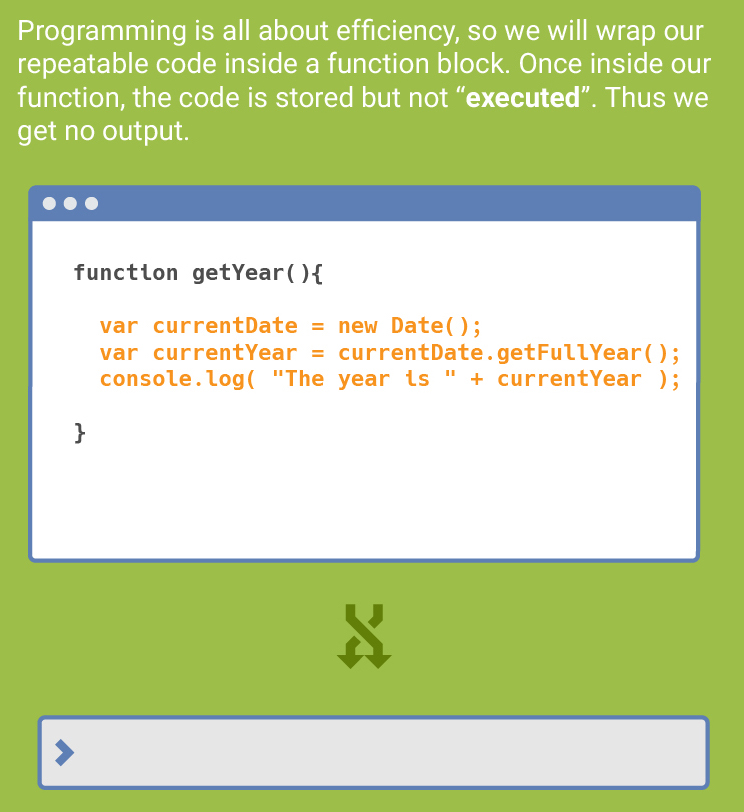 Programming is all about efficiency, so we will wrap our
repeatable code inside a function block. Once inside our
function, the code is stored but not “executed”. Thus we
get no output.
function getYear(){
var currentDate = new Date();
var currentYear = currentDate.getFullYear();
console.log( "The year is " + currentYear );
}